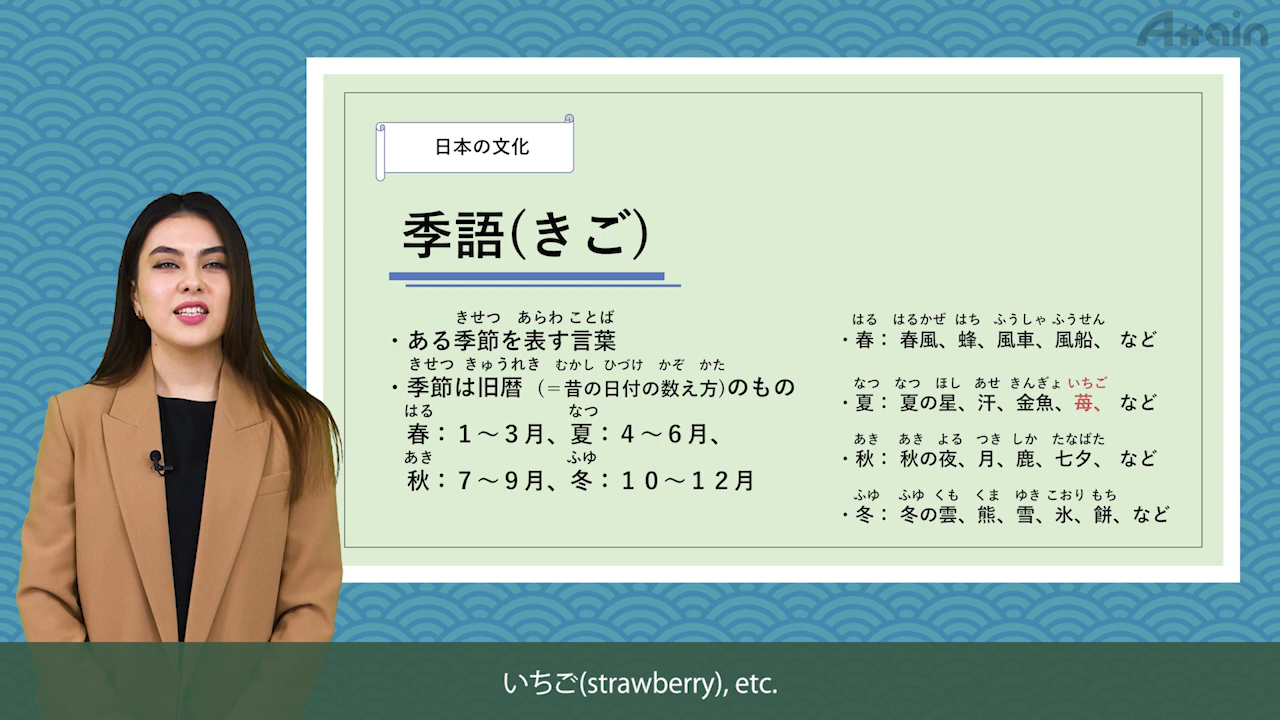 Attain
日本の文化
季語(きご)
きせつ あらわ ことば
・ある季節を表す言葉
きせつ きゅうれき むかし ひづけ かぞ かた
・季節は旧暦 (=昔の日付の数え方)のもの
はる なつ
春:1~3月、夏:4~6月、
あき ふゆ
秋:7~9月、冬:10~12月
はる はるかぜ はち ふうしゃ ふうせん
・春: 春風、蜂、風車、風船、 など
なつ なつ ほし あせ きんぎょ いちご
・夏: 夏の星、汗、金魚、苺、 など
あき あき よる つき しか たなばた
・秋: 秋の夜、月、鹿、七夕、 など
ふゆ ふゆ くも くま ゆき こおり もち
・冬: 冬の雲、熊、雪、氷、餅、など
いちご(strawberry), etc.